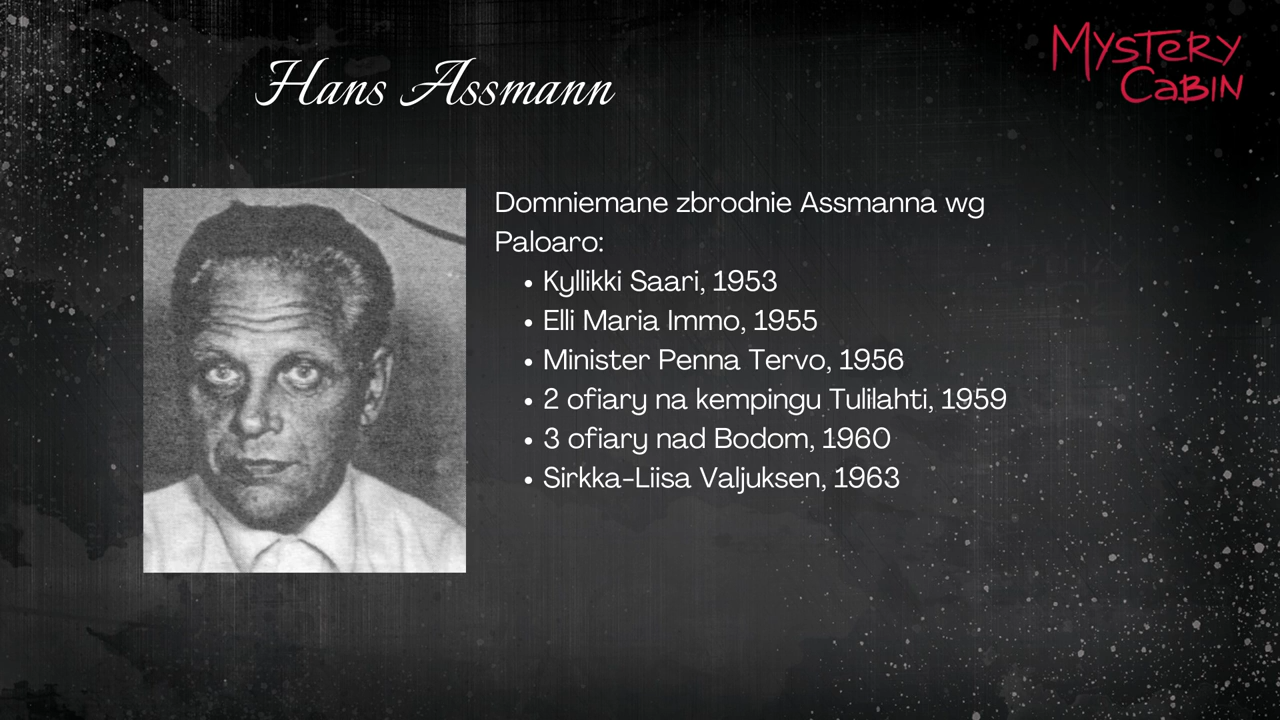 Hans Assmann
MYSTERY
CABIN
Domniemane zbrodnie Assmanna wg
Paloaro:
• Kyllikki Saari, 1953
• Elli Maria Immo, 1955
• Minister Penna Tervo, 1956
• 2 ofiary na kempingu Tulilahti, 1959
• 3 ofiary nad Bodom, 1960
• Sirkka-Liisa Valjuksen, 1963